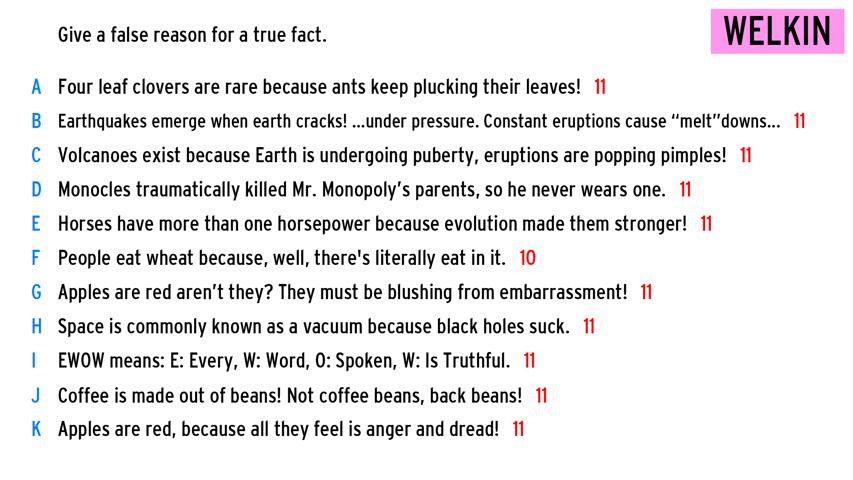 Give a false reason for a true fact.
WELKIN
A Four leaf clovers are rare because ants keep plucking their leaves! 11
B Earthquakes emerge when earth cracks! ...under pressure. Constant eruptions cause “melt”downs... 11
C Volcanoes exist because Earth is undergoing puberty, eruptions are popping pimples! 11
D Monocles traumatically killed Mr. Monopoly’s parents, so he never wears one. 11
E Horses have more than one horsepower because evolution made them stronger! 11
F People eat wheat because, well, there's literally eat in it. 10
G Apples are red aren’t they? They must be blushing from embarrassment! 11
H Space is commonly known as a vacuum because black holes suck. 11
I EWOW means: E: Every, W: Word, O: Spoken, W: Is Truthful. 11
J Coffee is made out of beans! Not coffee beans, back beans! 11
K Apples are red, because all they feel is anger and dread! 11